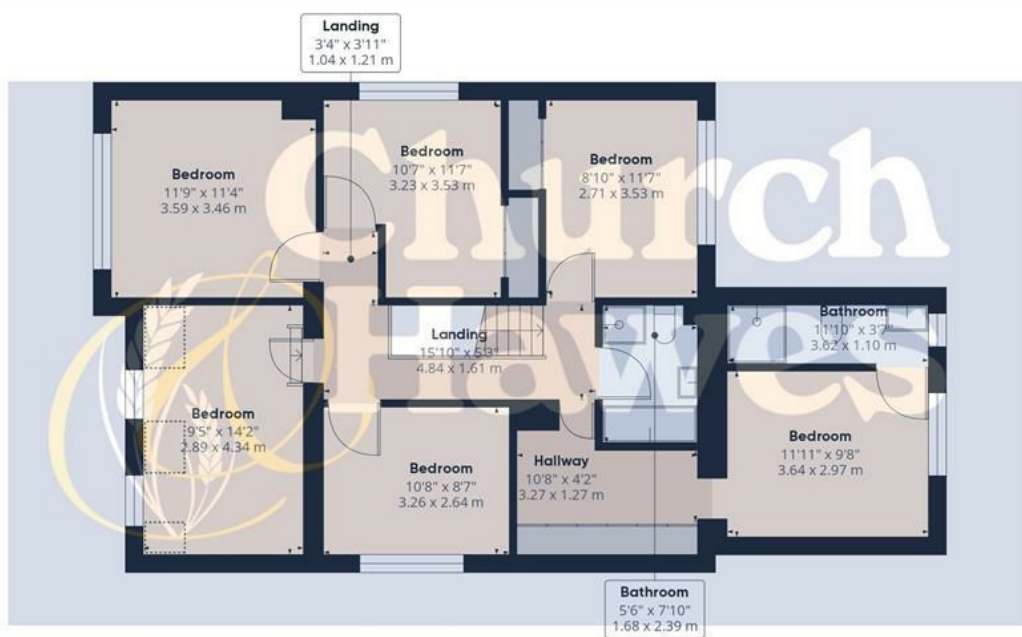 Landing
3'4" x 3'11"
1.04 x 1.21 m
Bedroom
11'9" x 11'4"
3.59 x 3.46 m
Bedroom
10'7" x 11'7"
3.23 x 3.53 m
Bedroom
8'10" x 11'7"
2.71 x 3.53 m
Church
Hawes
Landing
15'10" x 5'3"
4.84 x 1.61 m
Bathroom
11'10" x 3'7"
3.62 x 1.10 m
Bedroom
9'5" x 14'2"
2.89 x 4.34 m
Bedroom
10'8" x 8'7"
3.26 x 2.64 m
Hallway
10'8" x 4'2"
3.27 x 1.27 m
Bedroom
11'11" x 9'8"
3.64 x 2.97 m
Bathroom
5'6" x 7'10"
1.68 x 2.39 m